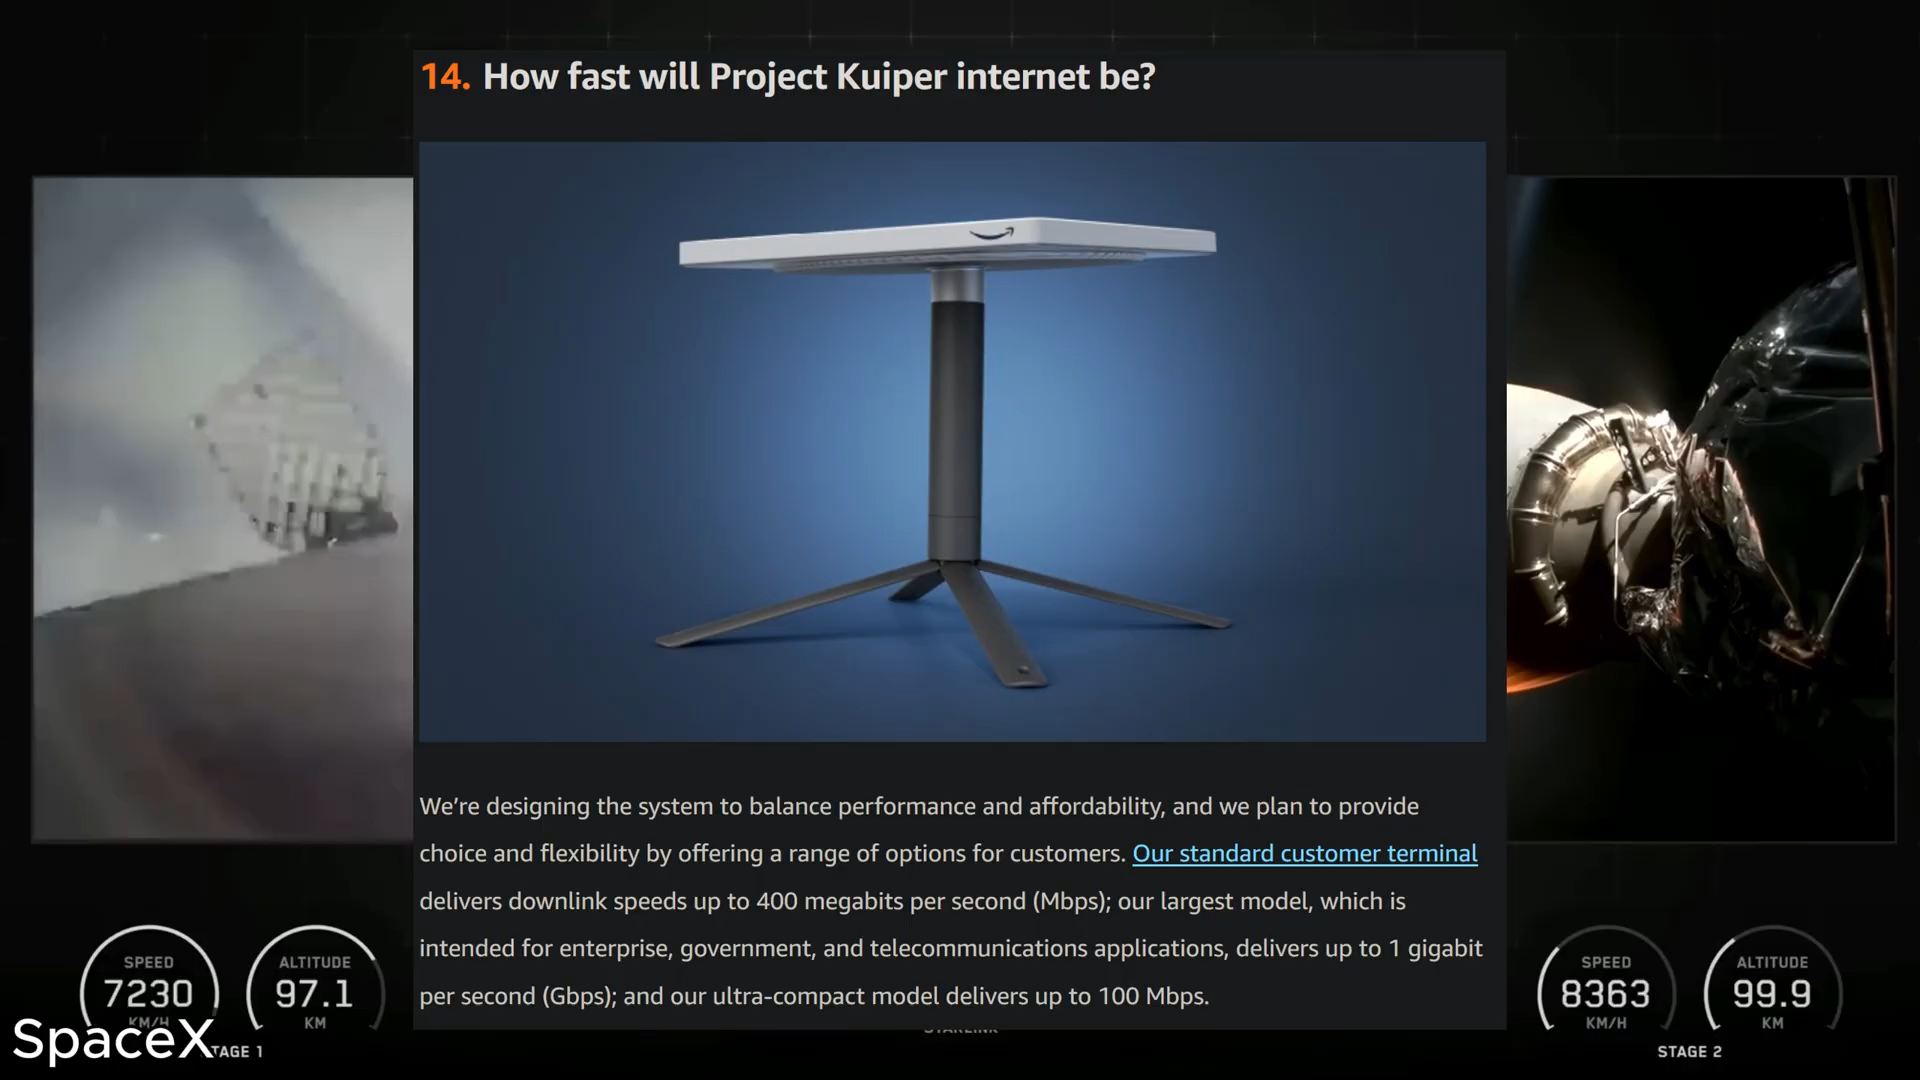 14. How fast will Project Kuiper internet be?
We’re designing the system to balance performance and affordability, and we plan to provide
choice and flexibility by offering a range of options for customers. Our standard customer terminal
delivers downlink speeds up to 400 megabits per second (Mbps); our largest model, which is
intended for enterprise, government, and telecommunications applications, delivers up to 1 gigabit
per second (Gbps); and our ultra-compact model delivers up to 100 Mbps.
SPEED
7230
KM/H
ALTITUDE
97.1
KM
SpaceX
STAGE 1
STARLINK
SPEED
8363
KM/H
ALTITUDE
99.9
KM
STAGE 2